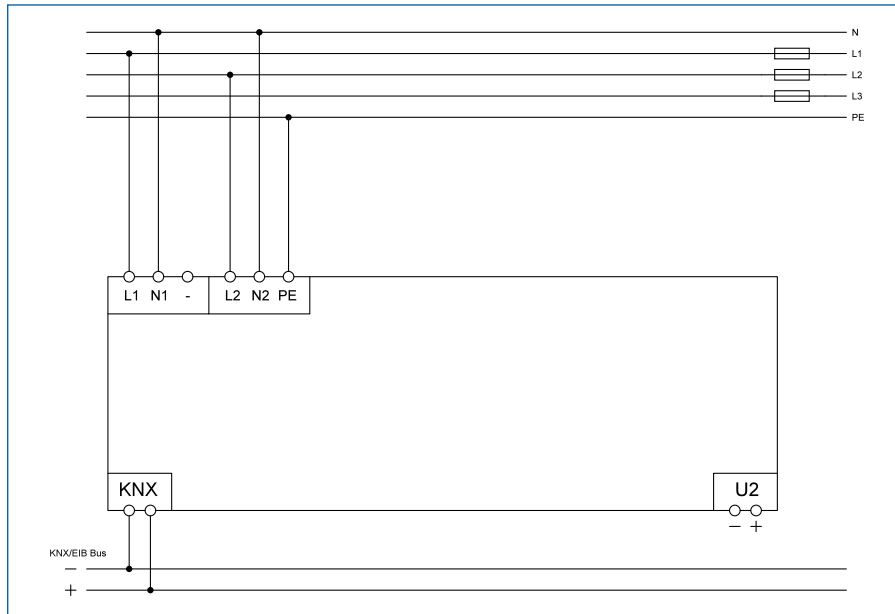 N
L1
L2
L3
PE
L1 N1 - L2 N2 PE
KNX U2
− +
KNX/EIB Bus
−
+